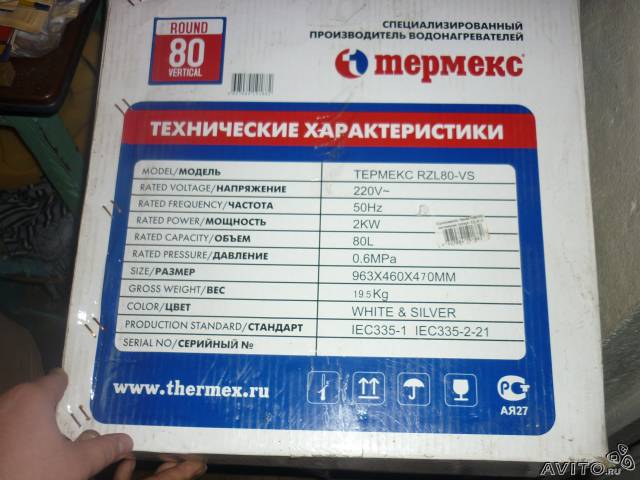 ROUND
80
VERTICAL
СПЕЦИАЛИЗИРОВАННЫЙ
ПРОИЗВОДИТЕЛЬ ВОДОНАГРЕВАТЕЛЕЙ
термекс
ТЕХНИЧЕСКИЕ ХАРАКТЕРИСТИКИ
MODEL/МОДЕЛЬ ТЕРМЕКС RZL80-VS
RATED VOLTAGE/НАПРЯЖЕНИЕ 220V~
RATED FREQUENCY/ЧАСТОТА 50Hz
RATED POWER/МОЩНОСТЬ 2KW
RATED CAPACITY/ОБЪЕМ 80L
RATED PRESSURE/ДАВЛЕНИЕ 0.6MPa
SIZE/РАЗМЕР 963X460X470MM
GROSS WEIGHT/ВЕС 19.5Kg
COLOR/ЦВЕТ WHITE & SILVER
PRODUCTION STANDARD/СТАНДАРТ IEC335-1 IEC335-2-21
SERIAL NO/СЕРИЙНЫЙ №
www.thermex.ru
АЯ27
AVITO.ru